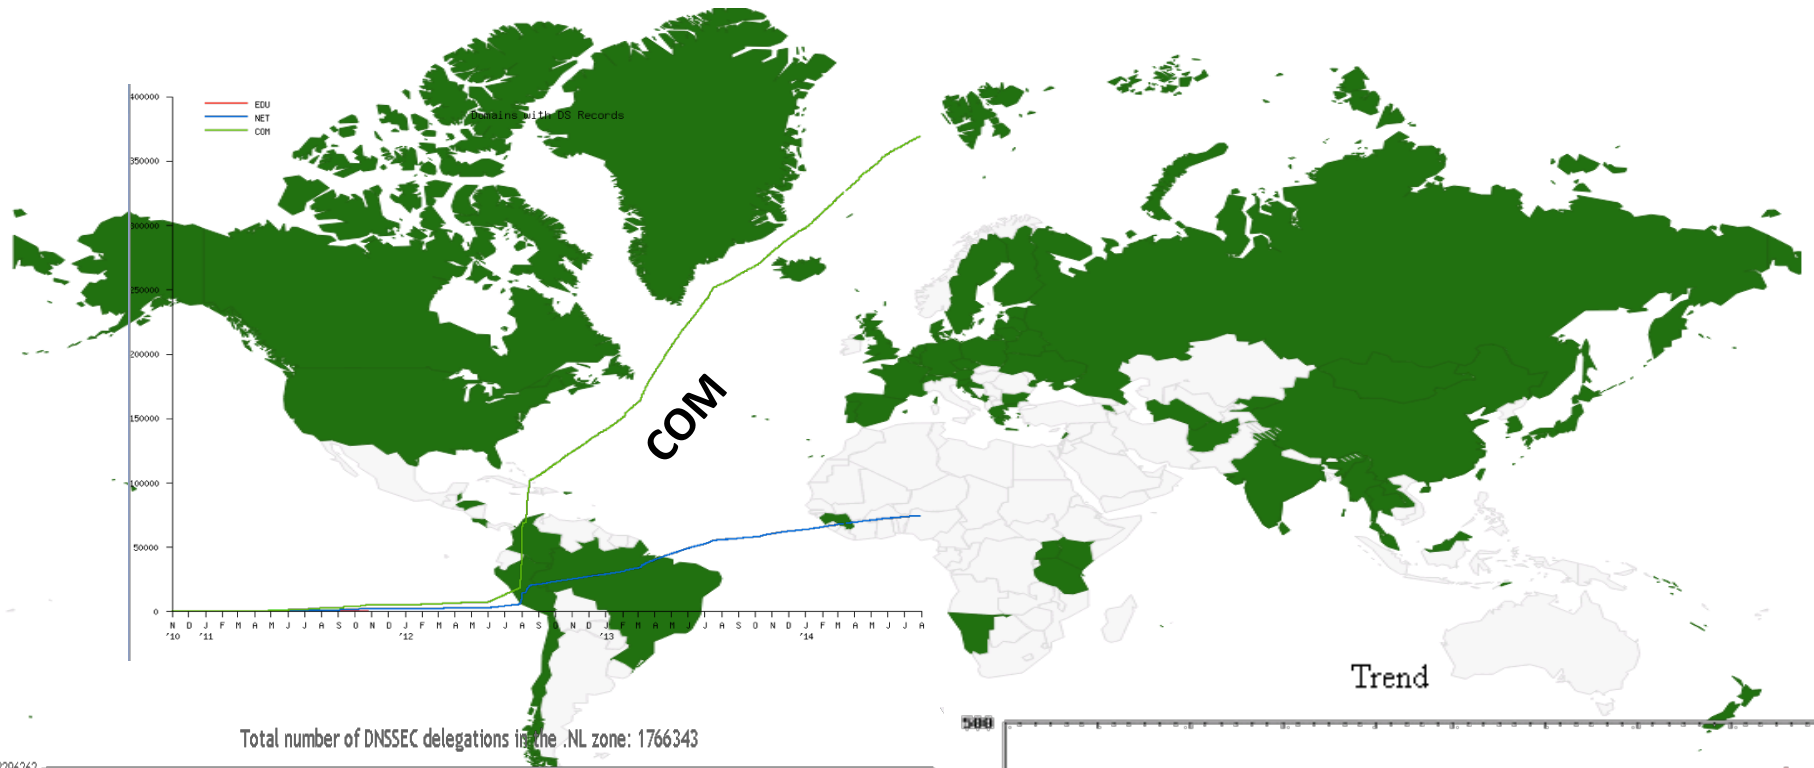 400000
EDU
NET
COM
Domains with DS Records
350000
300000
250000
200000
150000
100000
50000
0
COM
N D J F M A M J J A S O N D J F M A M J J A S O N D J F M A M J J A S O N D J F M A M J J A
'10 '11 '12 '13 '14
Trend
500
Total number of DNSSEC delegations in the .NL zone: 1766343